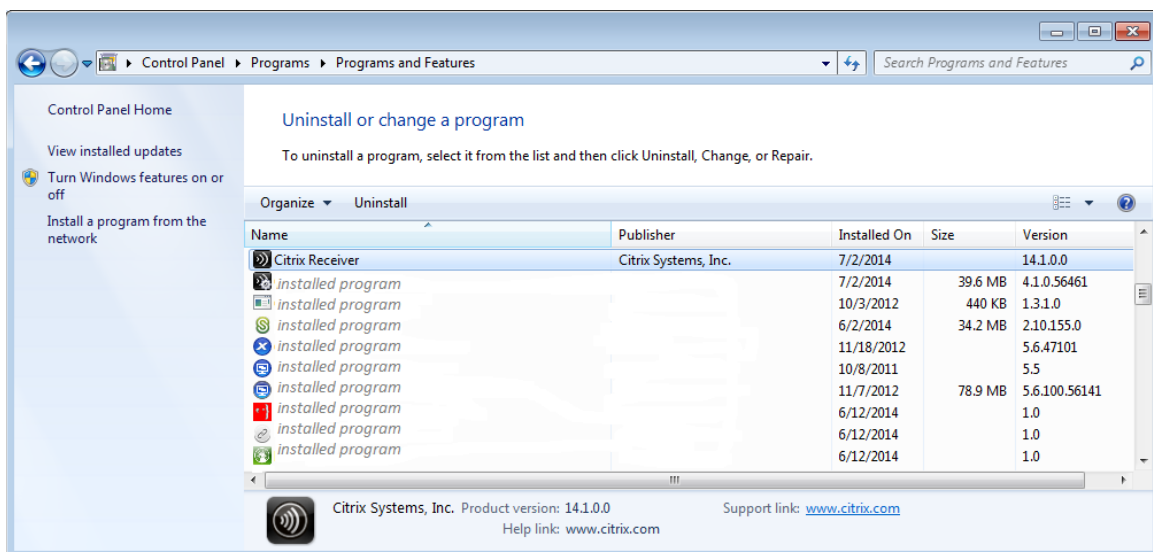 Control Panel Programs Programs and Features Search Programs and Features
Control Panel Home
View installed updates
Turn Windows features on or
off
Install a program from the
network
Uninstall or change a program
To uninstall a program, select it from the list and then click Uninstall, Change, or Repair.
Organize Uninstall
Name Publisher Installed On Size Version
Citrix Receiver Citrix Systems, Inc. 7/2/2014 14.1.0.0
installed program 7/2/2014 39.6 MB 4.1.0.56461
installed program 10/3/2012 440 KB 1.3.1.0
installed program 6/2/2014 34.2 MB 2.10.155.0
installed program 11/18/2012 5.6.47101
installed program 10/8/2011 5.5
installed program 11/7/2012 78.9 MB 5.6.100.56141
installed program 6/12/2014 1.0
installed program 6/12/2014 1.0
installed program 6/12/2014 1.0
Citrix Systems, Inc. Product version: 14.1.0.0 Support link: www.citrix.com
Help link: www.citrix.com